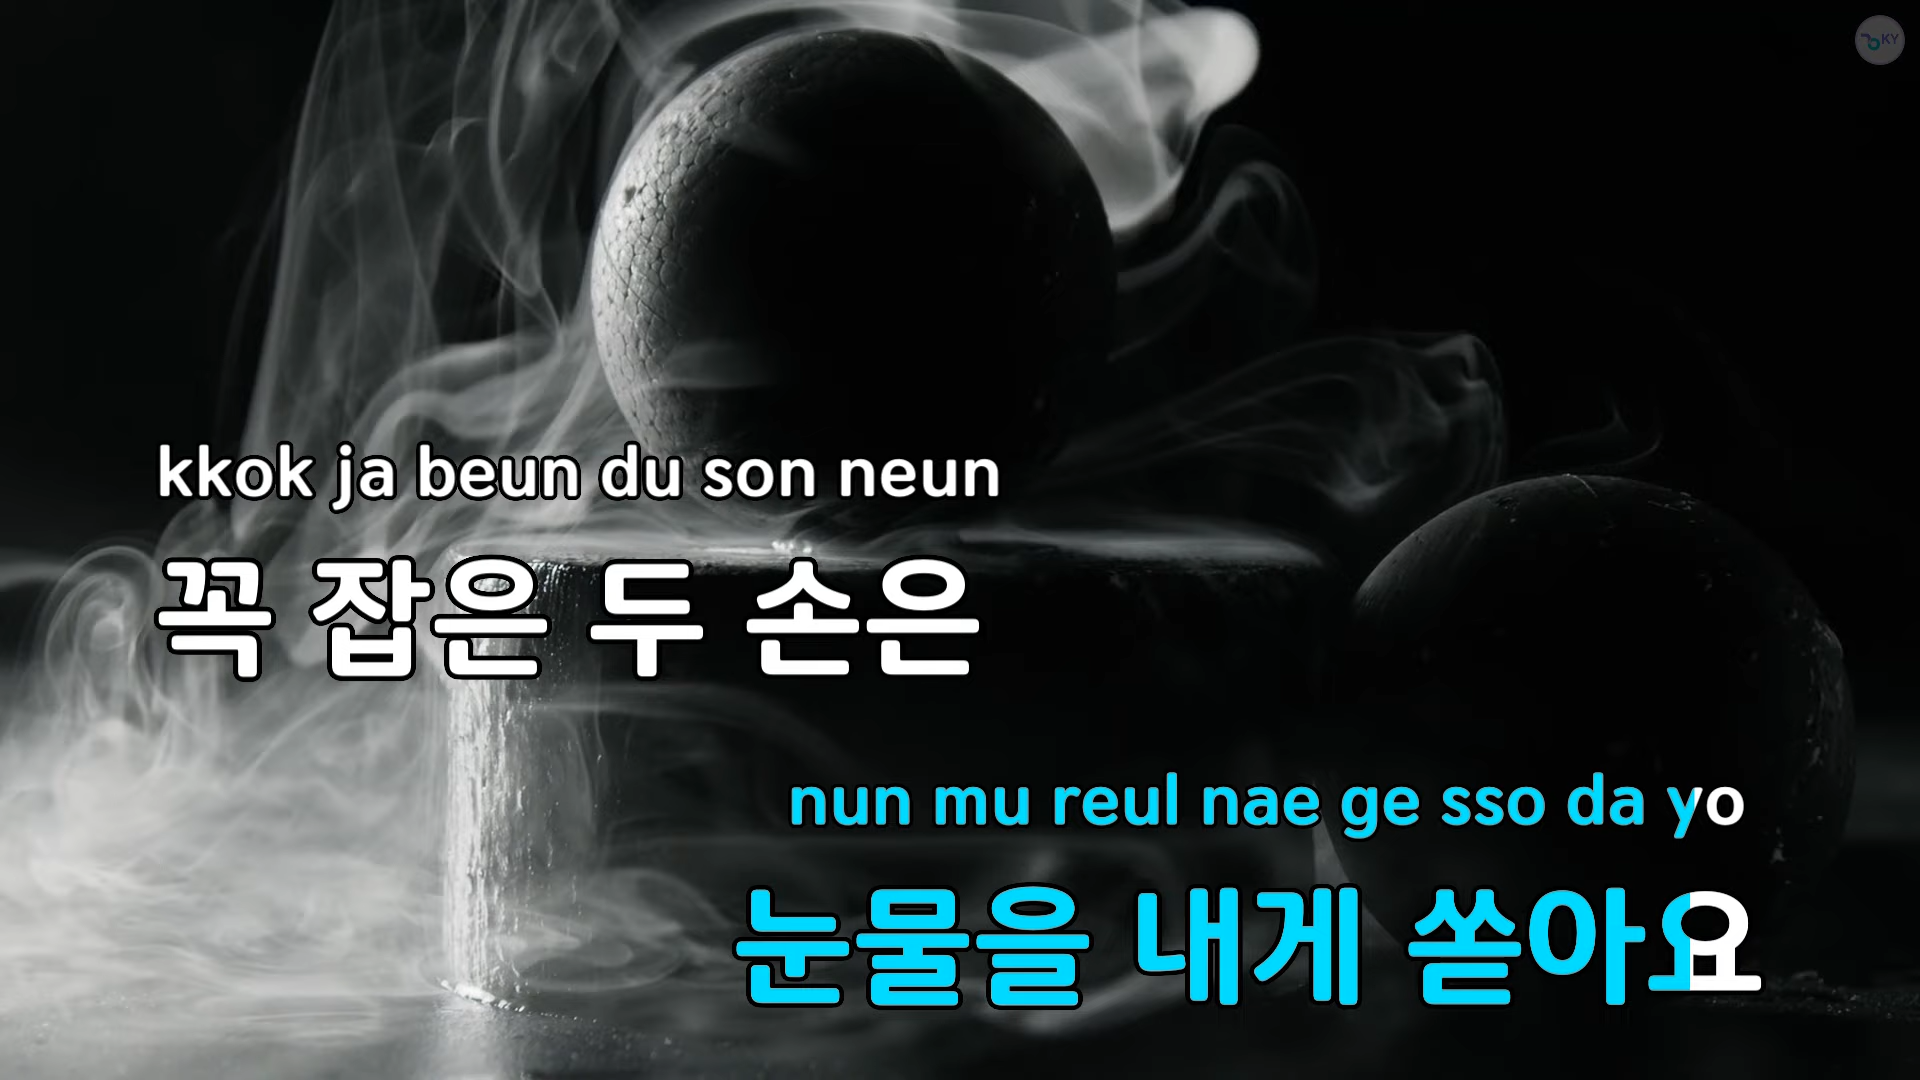 KY
kkok ja beun du son neun
꼭 잡은 두 손은
nun mu reul nae ge sso da yo
눈물을 내게 쏟아요